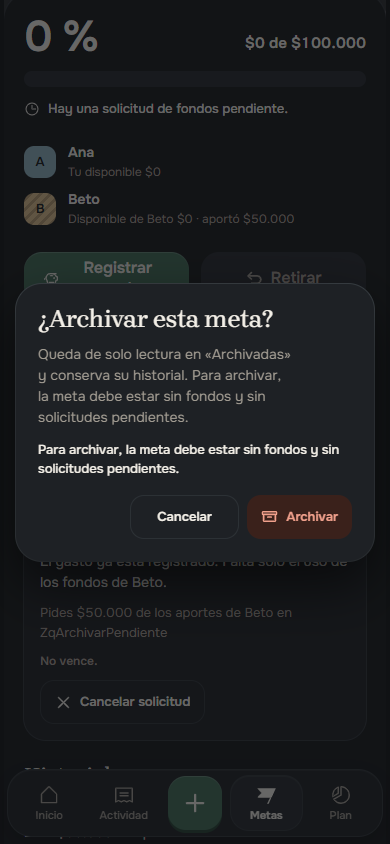 0 %
$0 de $100.000
Hay una solicitud de fondos pendiente.
A
Ana
Tu disponible $0
B
Beto
Disponible de Beto $0 · aportó $50.000
Registrar
Retirar
¿Archivar esta meta?
Queda de solo lectura en «Archivadas»
y conserva su historial. Para archivar,
la meta debe estar sin fondos y sin
solicitudes pendientes.
Para archivar, la meta debe estar sin fondos y sin
solicitudes pendientes.
Cancelar
Archivar
El gasto ya está registrado. Falta solo el uso de
los fondos de Beto.
Pides $50.000 de los aportes de Beto en
ZqArchivarPendiente
No vence.
Cancelar solicitud
Inicio
Actividad
Metas
Plan